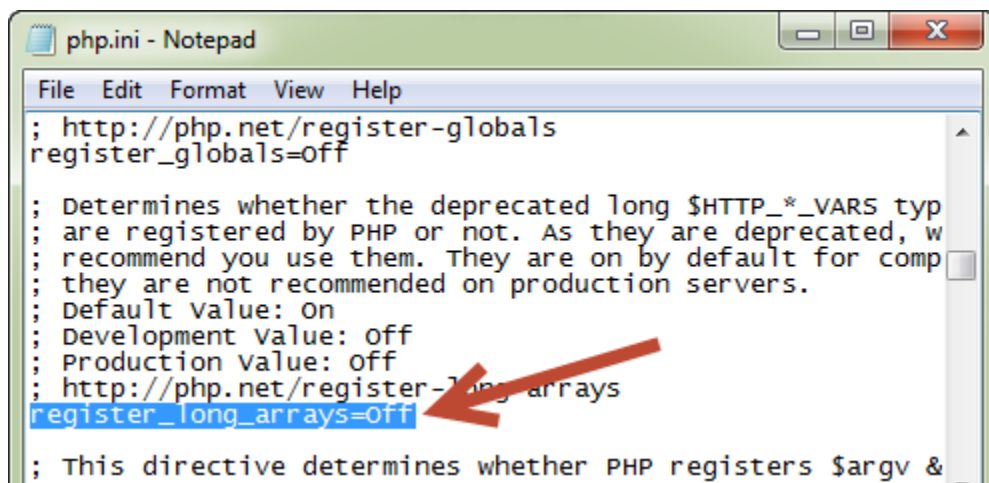 php.ini - Notepad
File Edit Format View Help
; http://php.net/register-globals
register_globals=Off
; Determines whether the deprecated long $HTTP_*_VARS typ
; are registered by PHP or not. As they are deprecated, w
; recommend you use them. They are on by default for comp
; they are not recommended on production servers.
; Default Value: On
; Development Value: Off
; Production Value: Off
; http://php.net/register-long-arrays
register_long_arrays=Off
; This directive determines whether PHP registers $argv &